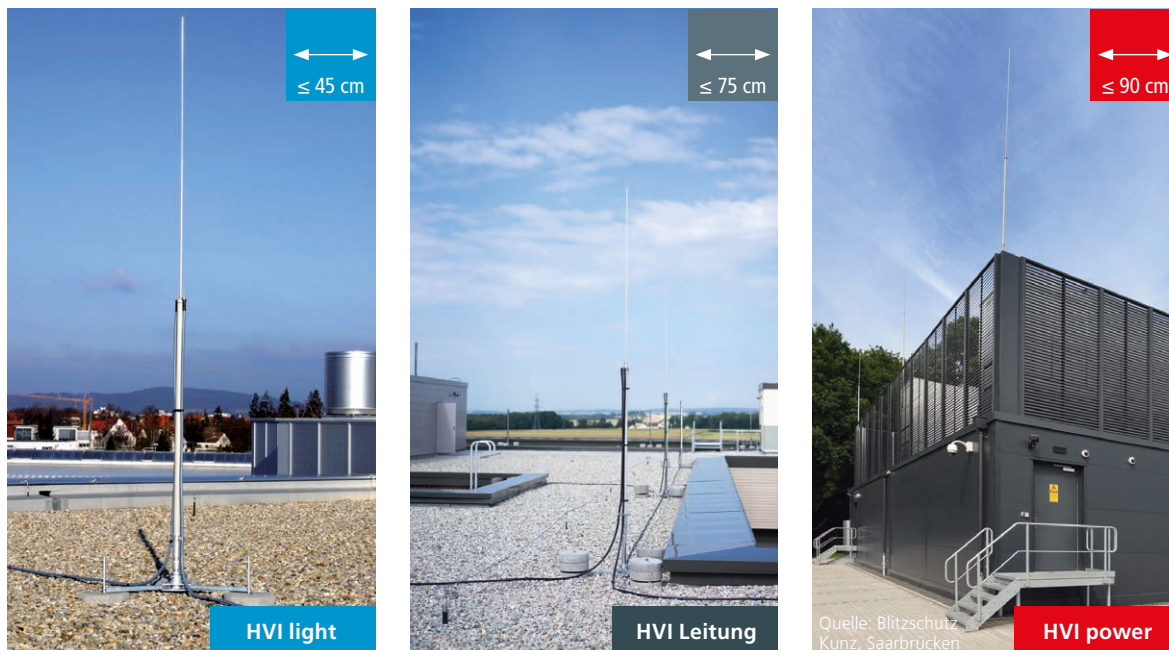 ≤ 45 cm
HVI light
≤ 75 cm
HVI Leitung
≤ 90 cm
Quelle: Blitzschutz
Kunz, Saarbrücken
HVI power